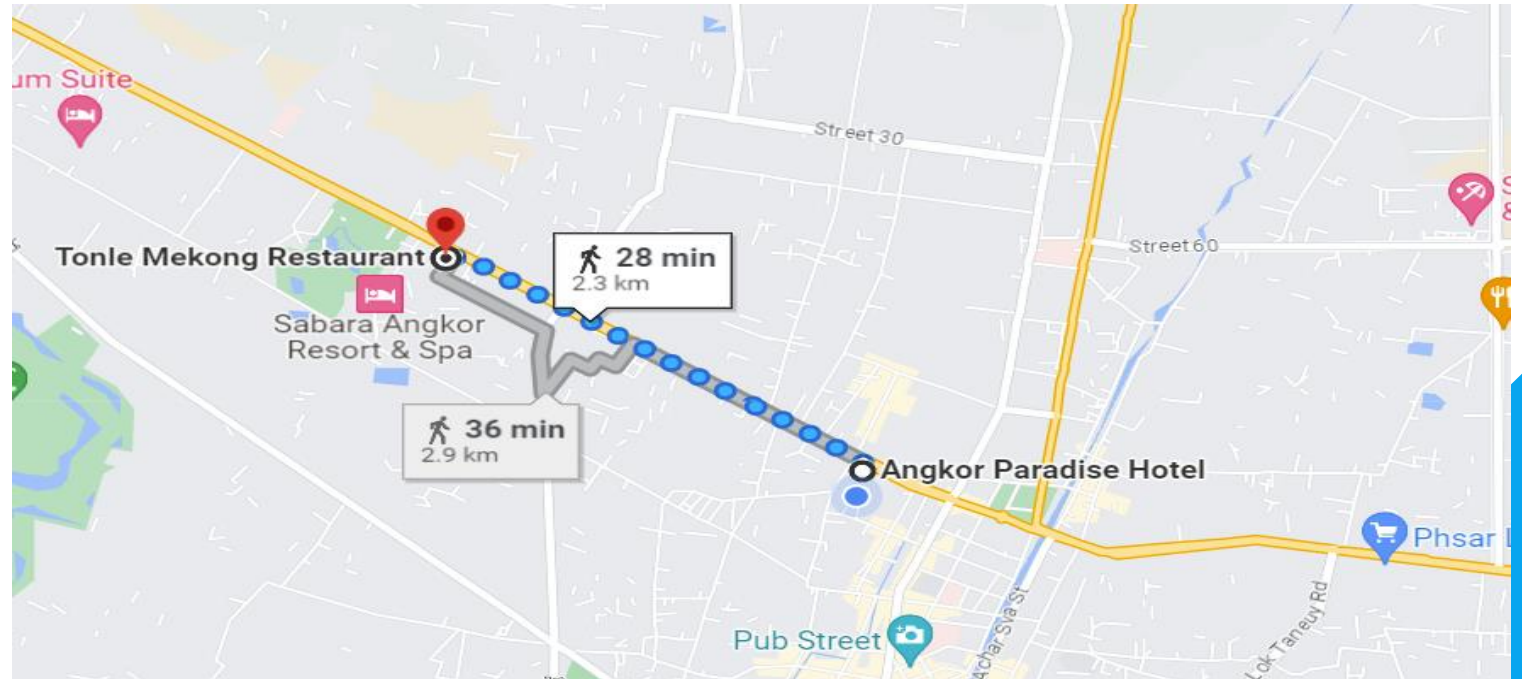 um Suite
Street 30
Street 60
Tonle Mekong Restaurant
28 min
2.3 km
Sabara Angkor
Resort & Spa
36 min
2.9 km
Angkor Paradise Hotel
Phsar
Pub Street
Achar Sva St
Lok Taneuy Rd